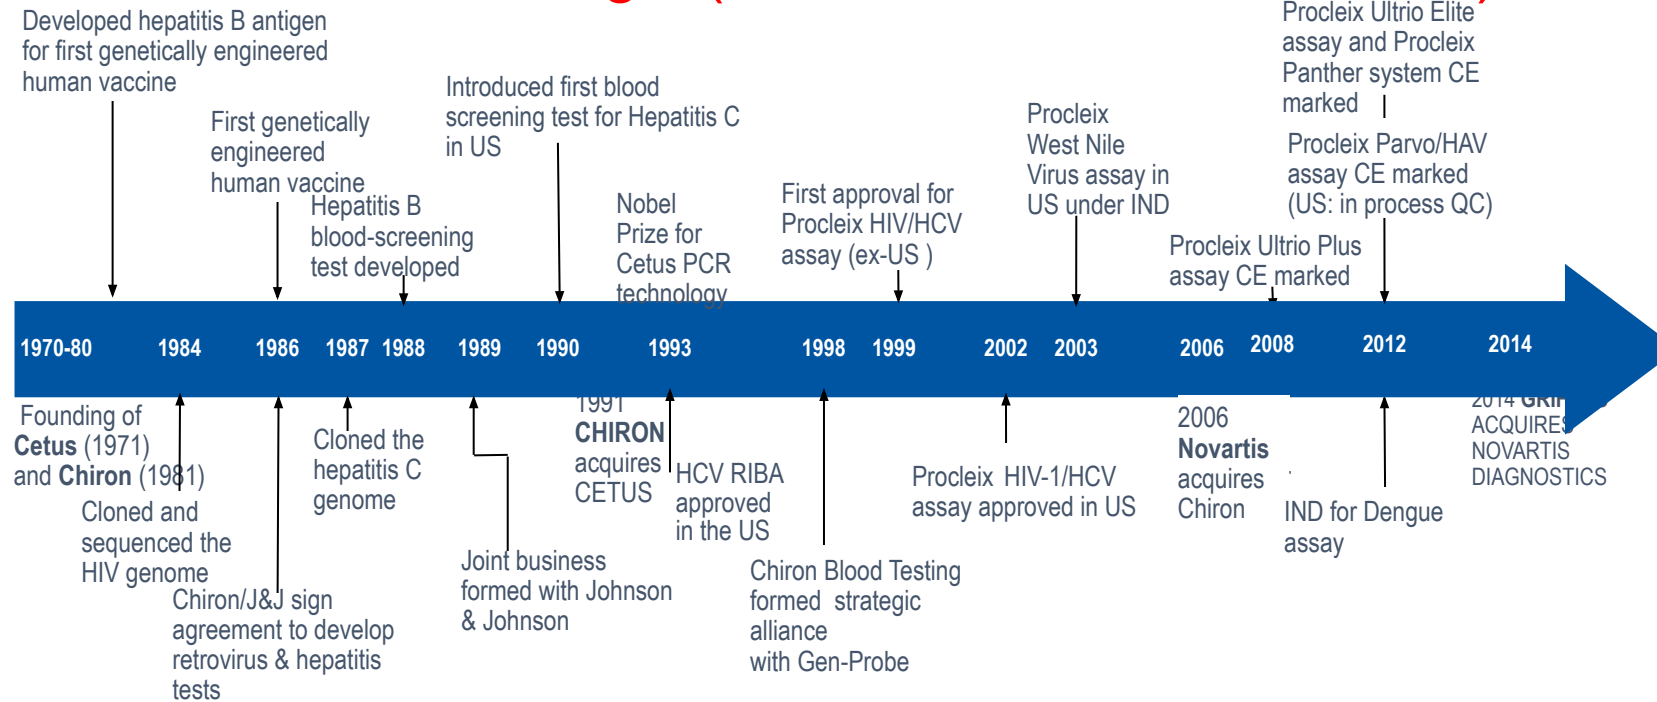 Developed hepatitis B antigen
for first genetically engineered
human vaccine
First genetically
engineered
human vaccine
Hepatitis B
blood-screening
test developed
Introduced first blood
screening test for Hepatitis C
in US
Nobel
Prize for
Cetus PCR
technology
First approval for
Procleix HIV/HCV
assay (ex-US )
Procleix
West Nile
Virus assay in
US under IND
Procleix Ultrio Plus
assay CE marked
Procleix Ultrio Elite
assay and Procleix
Panther system CE
marked
Procleix Parvo/HAV
assay CE marked
(US: in process QC)
1970-80 1984 1986 1987 1988 1989 1990 1993 1998 1999 2002 2003 2006 2008 2012 2014
Founding of
Cetus (1971)
and Chiron (1981)
Cloned and
sequenced the
HIV genome
Chiron/J&J sign
agreement to develop
retrovirus & hepatitis
tests
Cloned the
hepatitis C
genome
Joint business
formed with Johnson
& Johnson
1991
CHIRON
acquires
CETUS
HCV RIBA
approved
in the US
Chiron Blood Testing
formed strategic
alliance
with Gen-Probe
Procleix HIV-1/HCV
assay approved in US
2006
Novartis
acquires
Chiron
IND for Dengue
assay
2014
ACQUIRES
NOVARTIS
DIAGNOSTICS